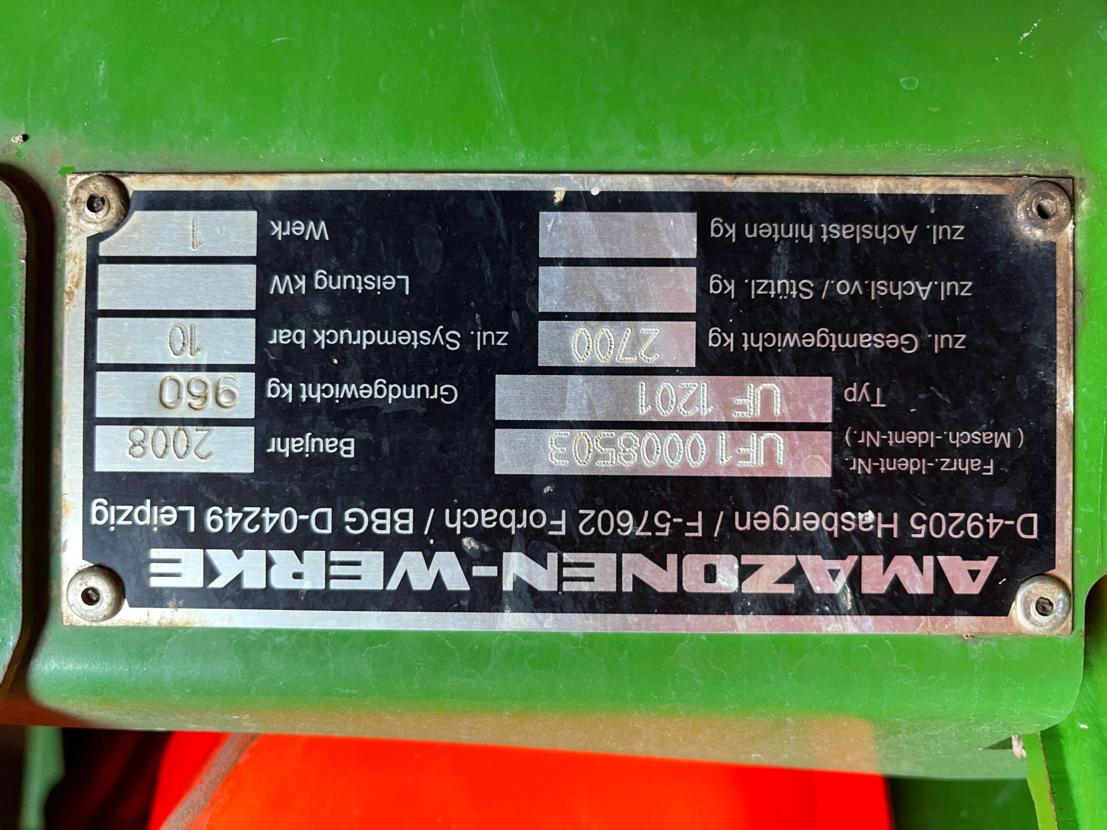 AMAZONEN-WERKE
D-49205 Hasbergen / F-57602 Forbach / BBG D-04249 Leipzig
Fahrz.-Ident-Nr. ( Masch.-Ident-Nr. ) UF1 0008503 Baujahr 2008
Typ UF 1201 Grundgewicht kg 960
zul. Gesamtgewicht kg 2700 zul. Systemdruck bar 10
zul.Achsl.vo./ Stützl. kg Leistung kW
zul. Achslast hinten kg Werk 1